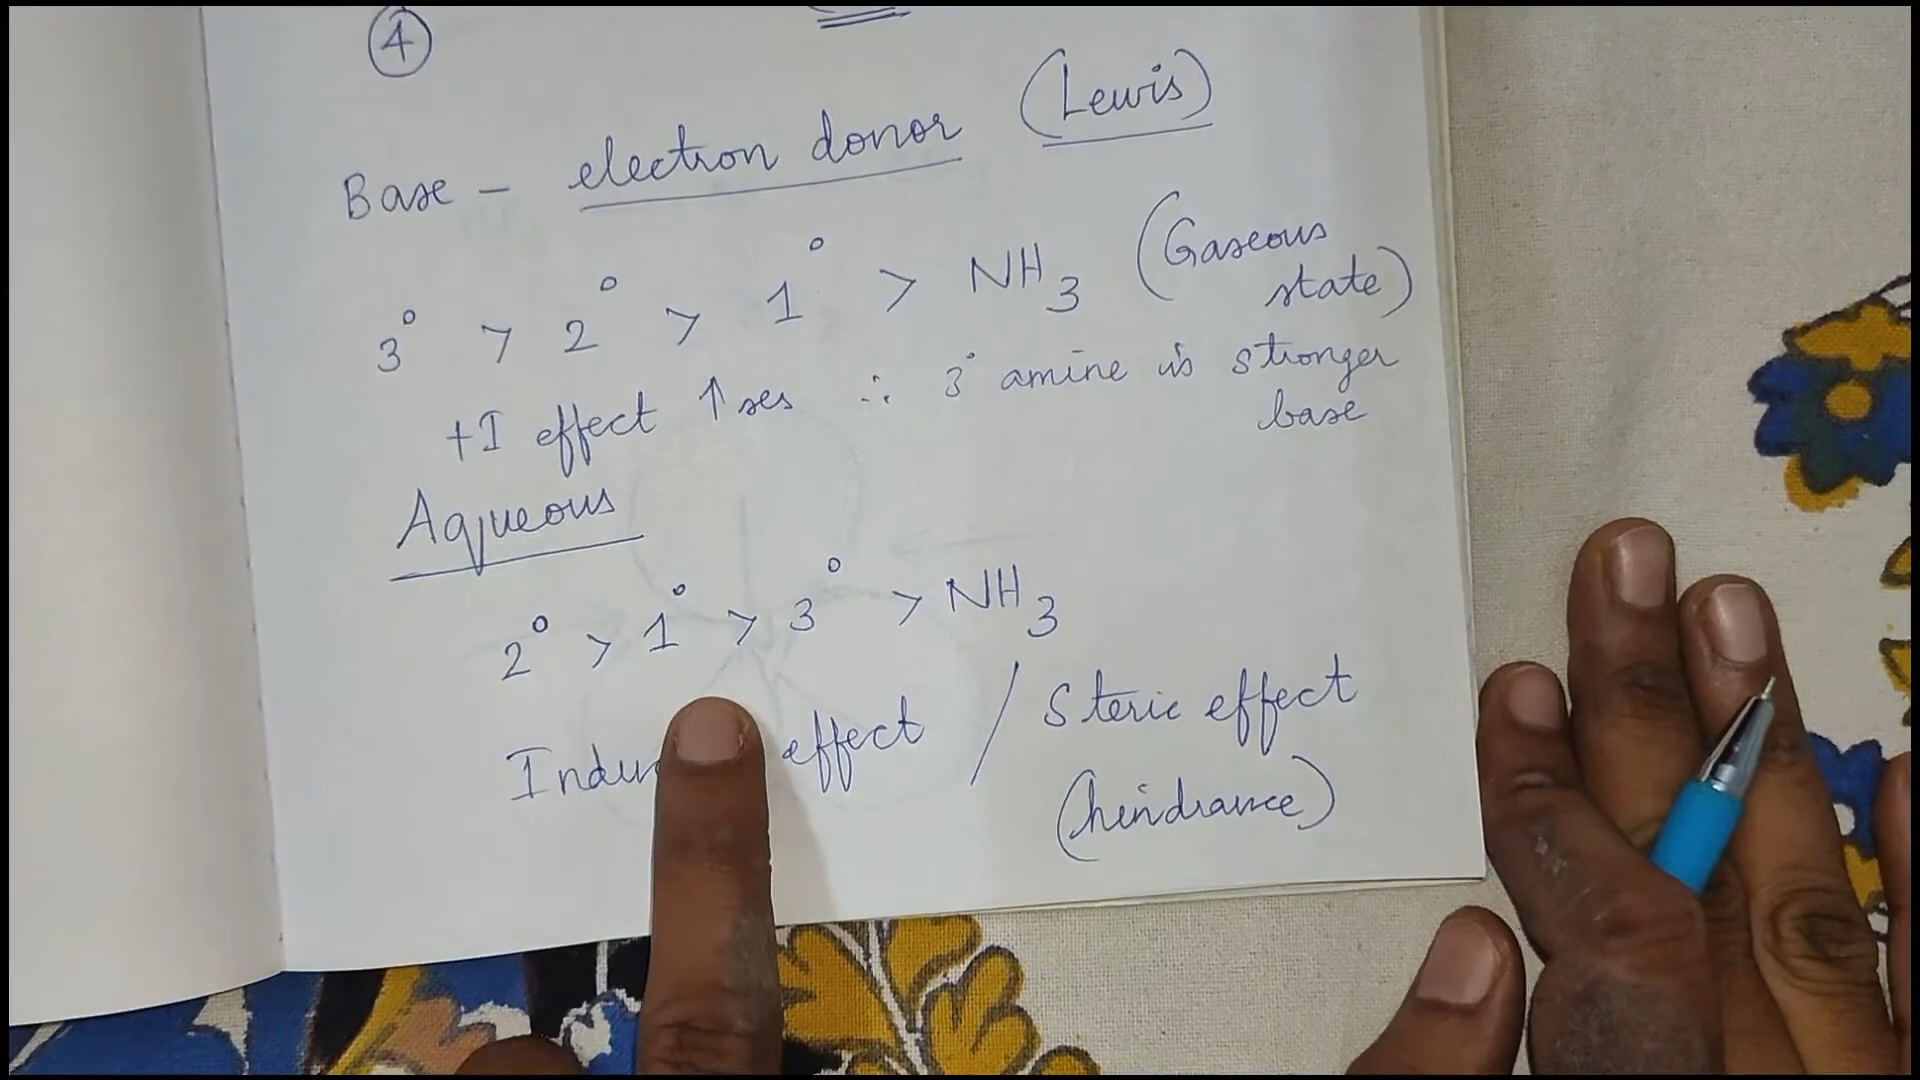 4
Base - electron donor (Lewis)
3° > 2° > 1° > NH3 (Gaseous
state)
+I effect ↑ses ∴ 3° amine is stronger
base
Aqueous
2° > 1° > 3° > NH3
effect / Steric effect
(hindrance)